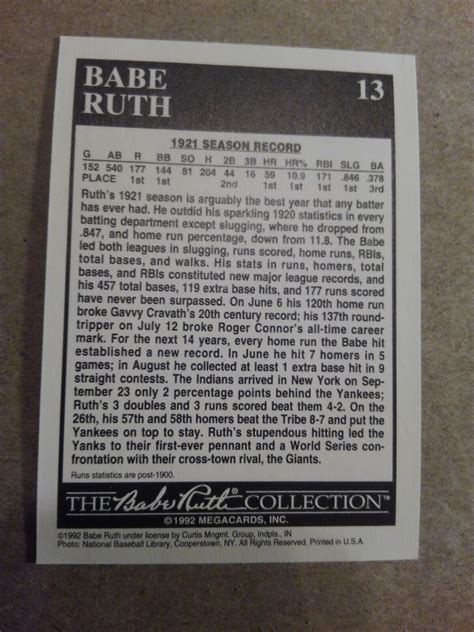 BABE
RUTH
13
1921 SEASON RECORD
G AB R BB SO H 2B 3B HR HR% RBI SLG BA
152 540 177 144 81 204 44 16 59 10.9 171 .846 .378
PLACE 1st 1st 2nd 1st 1st 1st 1st 3rd
Ruth's 1921 season is arguably the best year that any batter
has ever had. He outdid his sparkling 1920 statistics in every
batting department except slugging, where he dropped from
.847, and home run percentage, down from 11.8. The Babe
led both leagues in slugging, runs scored, home runs, RBIs,
total bases, and walks. His stats in runs, homers, total
bases, and RBIs constituted new major league records, and
his 457 total bases, 119 extra base hits, and 177 runs scored
have never been surpassed. On June 6 his 120th home run
broke Gavvy Cravath's 20th century record; his 137th round-
tripper on July 12 broke Roger Connor's all-time career
mark. For the next 14 years, every home run the Babe hit
established a new record. In June he hit 7 homers in 5
games; in August he collected at least 1 extra base hit in 9
straight contests. The Indians arrived in New York on Sep-
tember 23 only 2 percentage points behind the Yankees;
Ruth's 3 doubles and 3 runs scored beat them 4-2. On the
26th, his 57th and 58th homers beat the Tribe 8-7 and put the
Yankees on top to stay. Ruth's stupendous hitting led the
Yanks to their first-ever pennant and a World Series con-
frontation with their cross-town rival, the Giants.
Runs statistics are post-1900.
THE Babe Ruth® COLLECTION™
©1992 MEGACARDS, INC.
©1992 Babe Ruth under license by Curtis Mngmt. Group, Indpls., IN
Photo: National Baseball Library, Cooperstown, NY. All Rights Reserved. Printed in U.S.A.